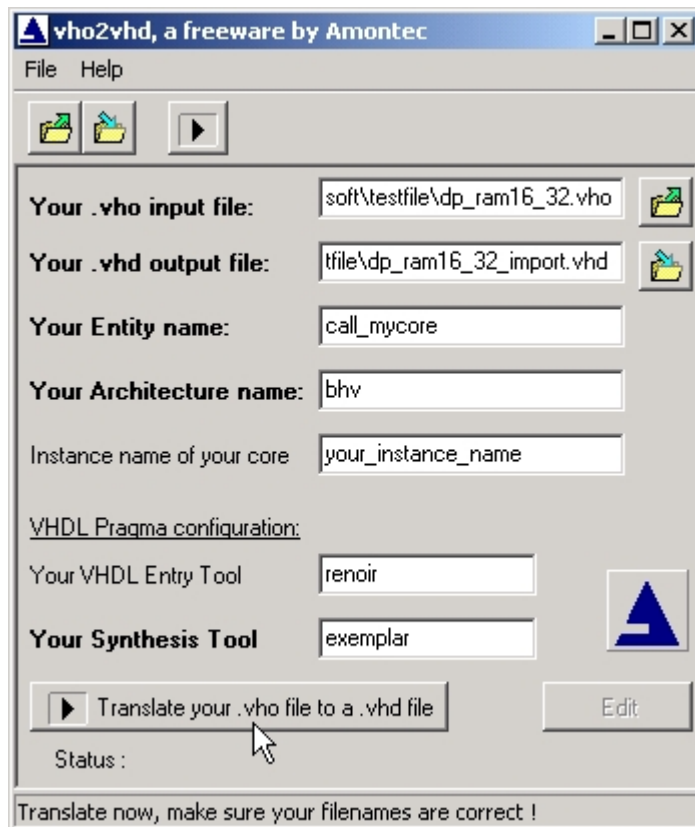 vho2vhd, a freeware by Amontec
File Help
Your .vho input file: soft\testfile\dp_ram16_32.vho
Your .vhd output file: tfile\dp_ram16_32_import.vhd
Your Entity name: call_mycore
Your Architecture name: bhv
Instance name of your core your_instance_name
VHDL Pragma configuration:
Your VHDL Entry Tool renoir
Your Synthesis Tool exemplar
Translate your .vho file to a .vhd file Edit
Status :
Translate now, make sure your filenames are correct !